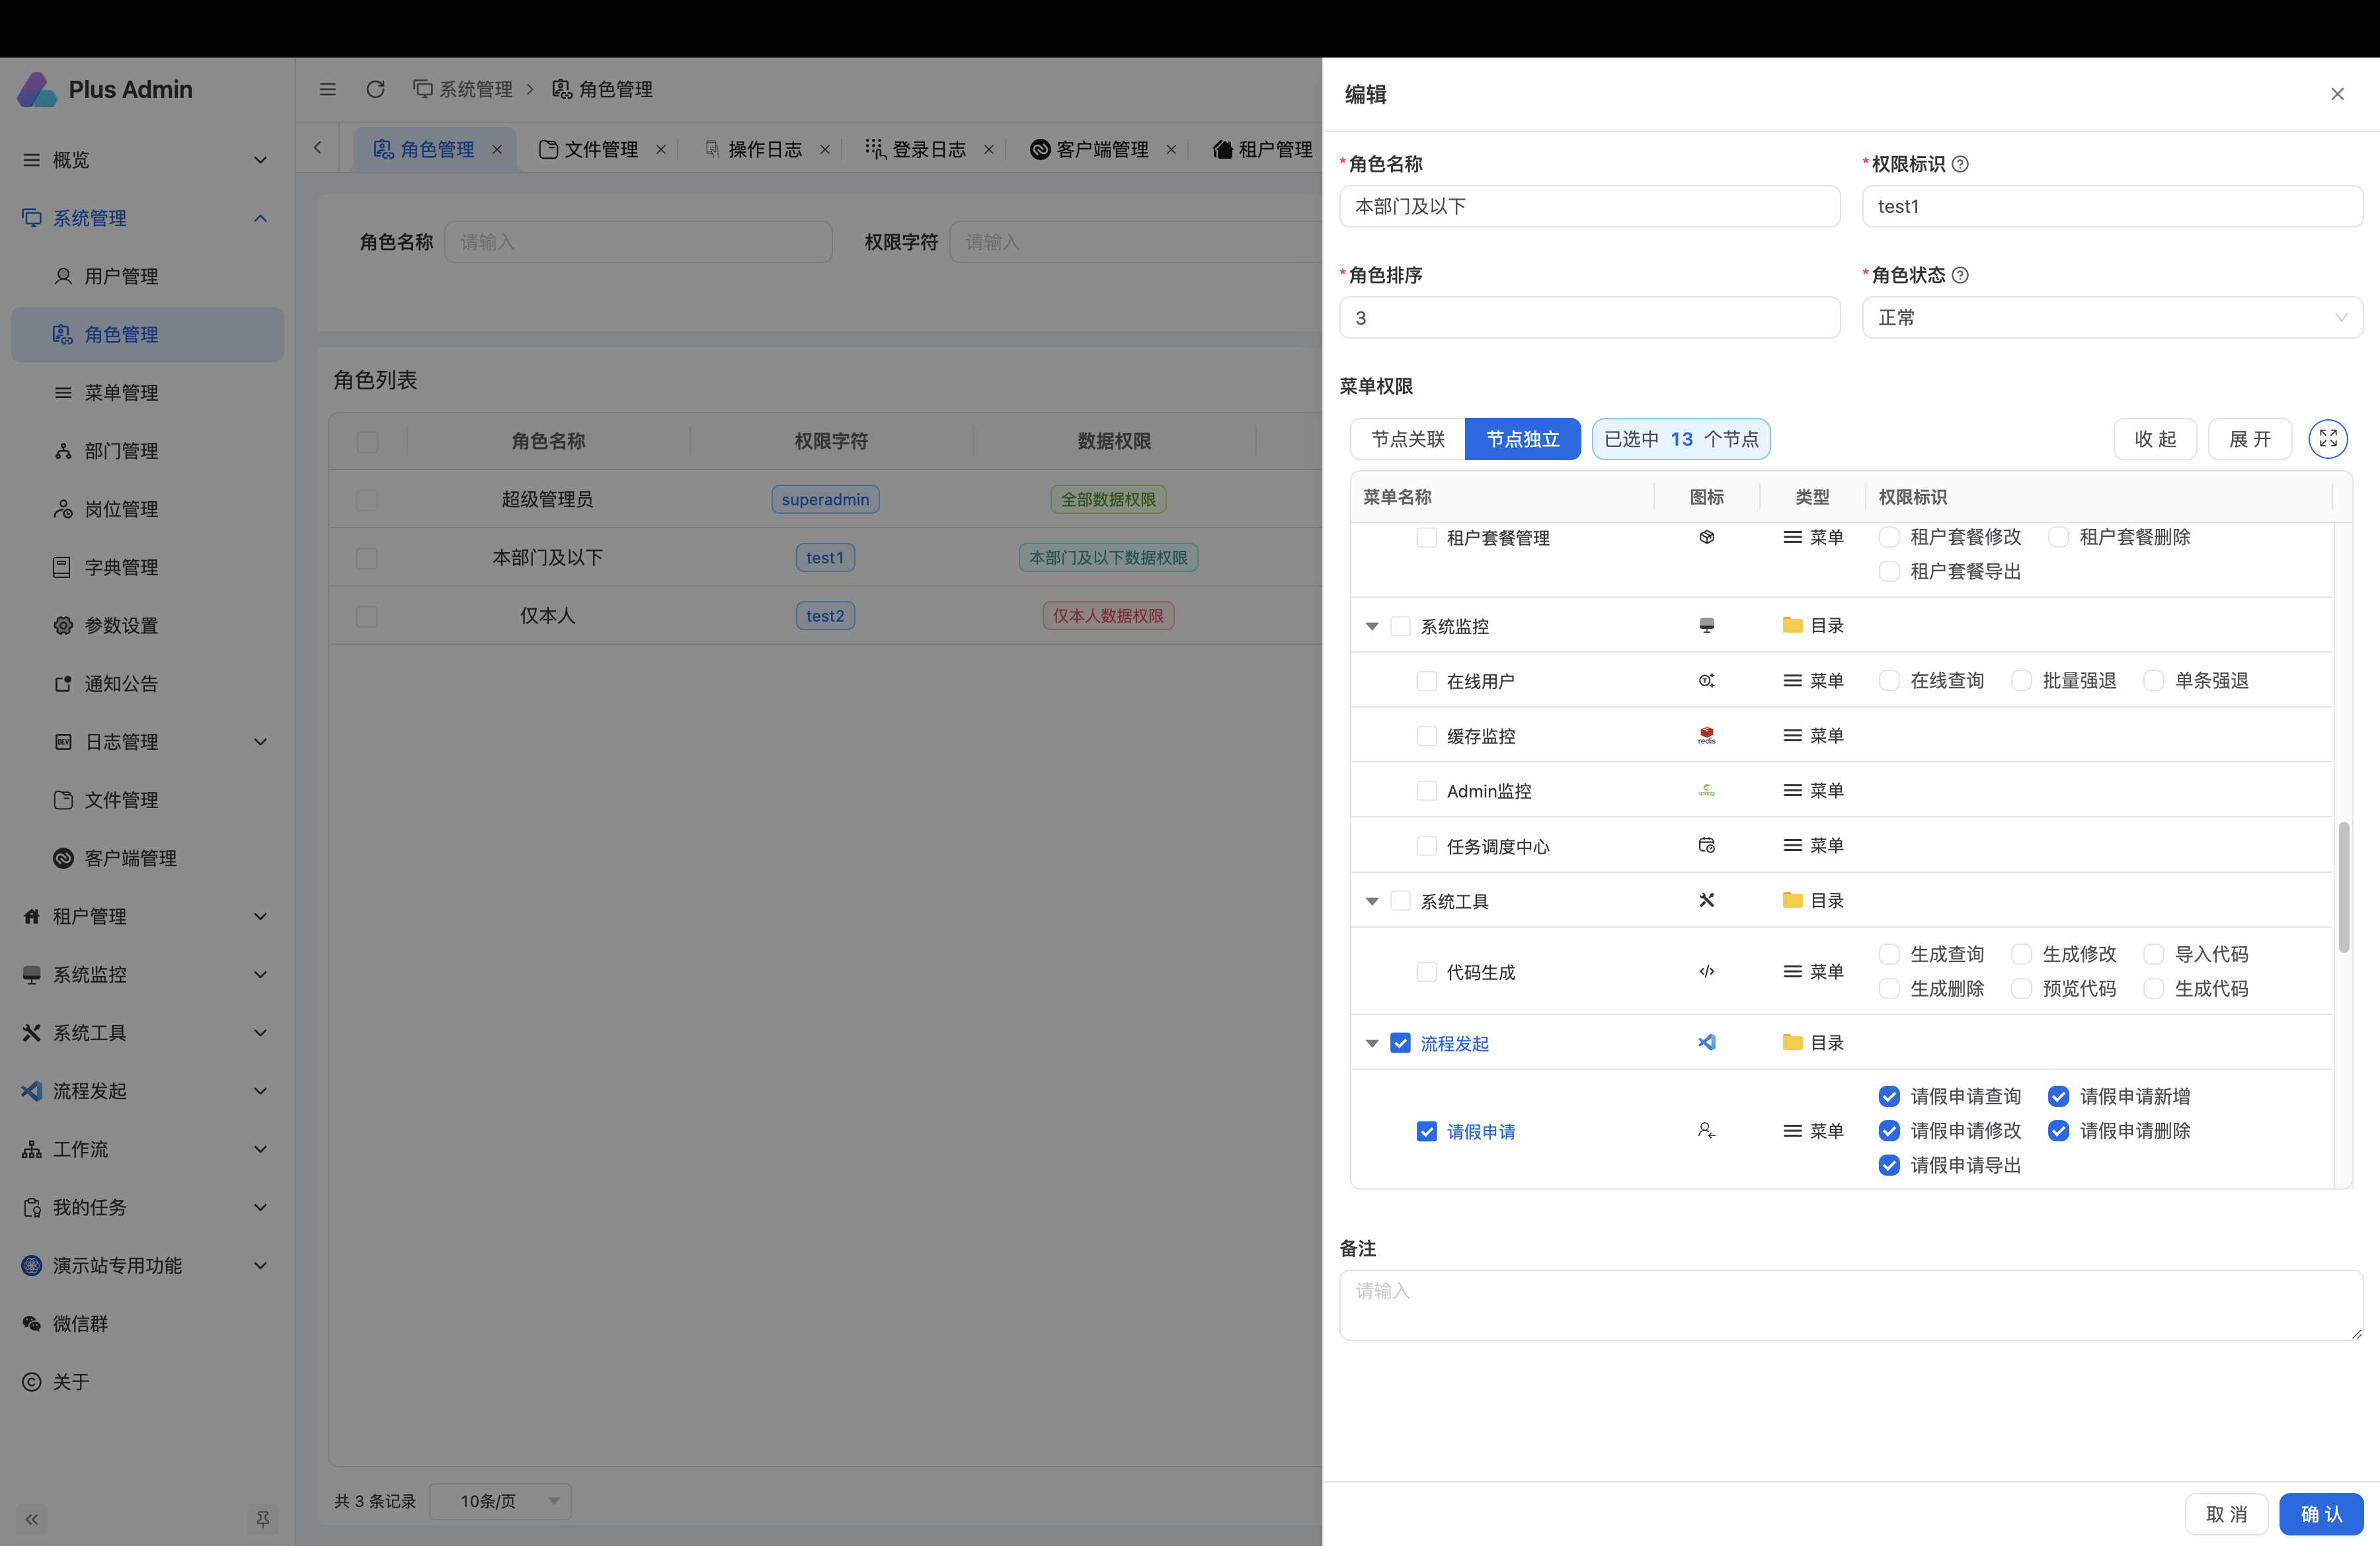 Plus Admin
概览
系统管理
用户管理
角色管理
菜单管理
部门管理
岗位管理
字典管理
参数设置
通知公告
DEV 日志管理
文件管理
客户端管理
租户管理
系统监控
系统工具
流程发起
工作流
我的任务
演示站专用功能
微信群
关于
系统管理 > 角色管理
角色管理 文件管理 操作日志 登录日志 客户端管理 租户管理
角色名称 请输入 权限字符 请输入
角色列表
角色名称 权限字符 数据权限
超级管理员 superadmin 全部数据权限
本部门及以下 test1 本部门及以下数据权限
仅本人 test2 仅本人数据权限
共 3 条记录 10条/页
编辑
*角色名称 *权限标识
本部门及以下 test1
*角色排序 *角色状态
3 正常
菜单权限
节点关联 节点独立 已选中 13 个节点 收 起 展 开
菜单名称 图标 类型 权限标识
租户套餐管理 菜单 租户套餐修改 租户套餐删除
租户套餐导出
系统监控 目录
在线用户 菜单 在线查询 批量强退 单条强退
缓存监控 redis 菜单
Admin监控 spring 菜单
任务调度中心 菜单
系统工具 目录
代码生成 菜单 生成查询 生成修改 导入代码
生成删除 预览代码 生成代码
流程发起 目录
请假申请查询 请假申请新增
请假申请 菜单 请假申请修改 请假申请删除
请假申请导出
备注
请输入
取 消 确 认